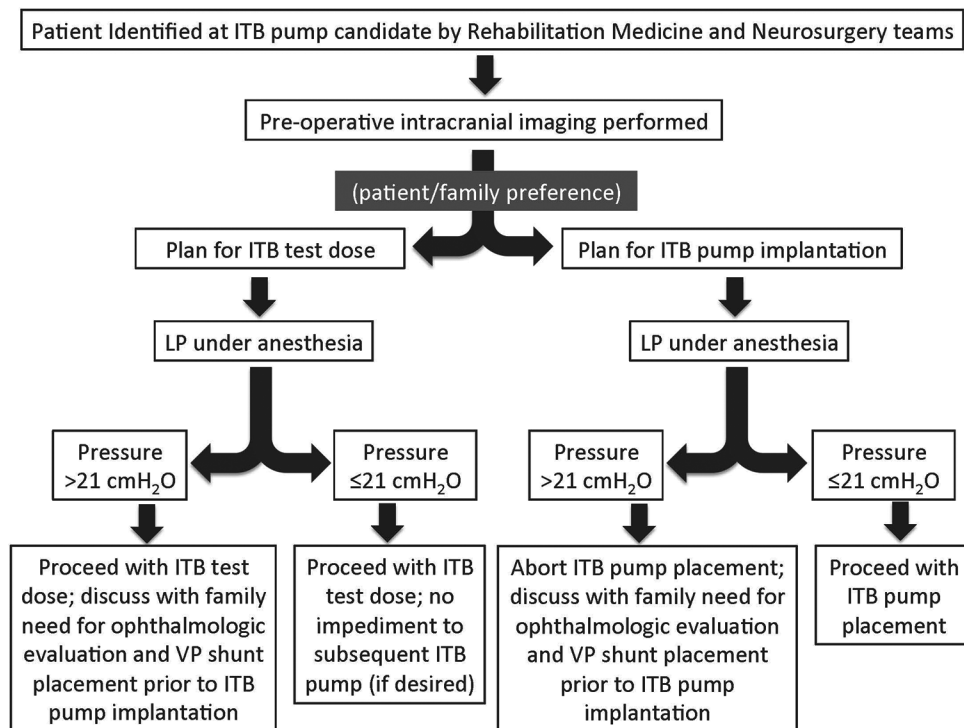 Patient Identified at ITB pump candidate by Rehabilitation Medicine and Neurosurgery teams
Pre-operative intracranial imaging performed
(patient/family preference)
Plan for ITB test dose
Plan for ITB pump implantation
LP under anesthesia
LP under anesthesia
Pressure
>21 cmH₂O
Pressure
≤21 cmH₂O
Pressure
>21 cmH₂O
Pressure
≤21 cmH₂O
Proceed with ITB test
dose; discuss with family
need for ophthalmologic
evaluation and VP shunt
placement prior to ITB
pump implantation
Proceed with ITB
test dose; no
impediment to
subsequent ITB
pump (if desired)
Abort ITB pump placement;
discuss with family need for
ophthalmologic evaluation
and VP shunt placement
prior to ITB pump
implantation
Proceed with
ITB pump
placement